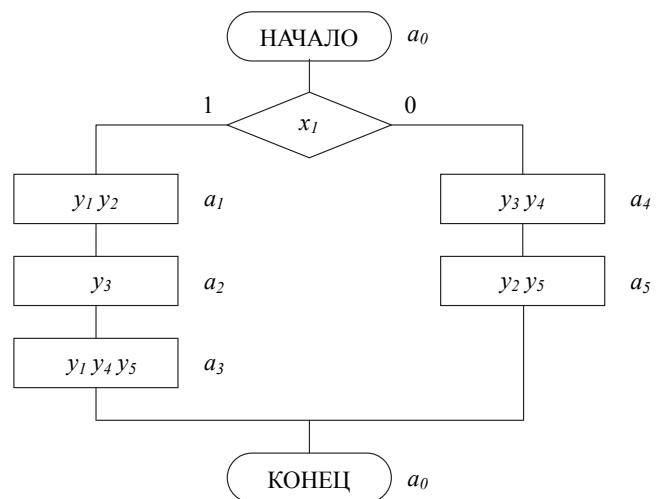 НАЧАЛО a₀
1 0
x₁
y₁ y₂ a₁ y₃ y₄ a₄
y₃ a₂ y₂ y₅ a₅
y₁ y₄ y₅ a₃
КОНЕЦ a₀